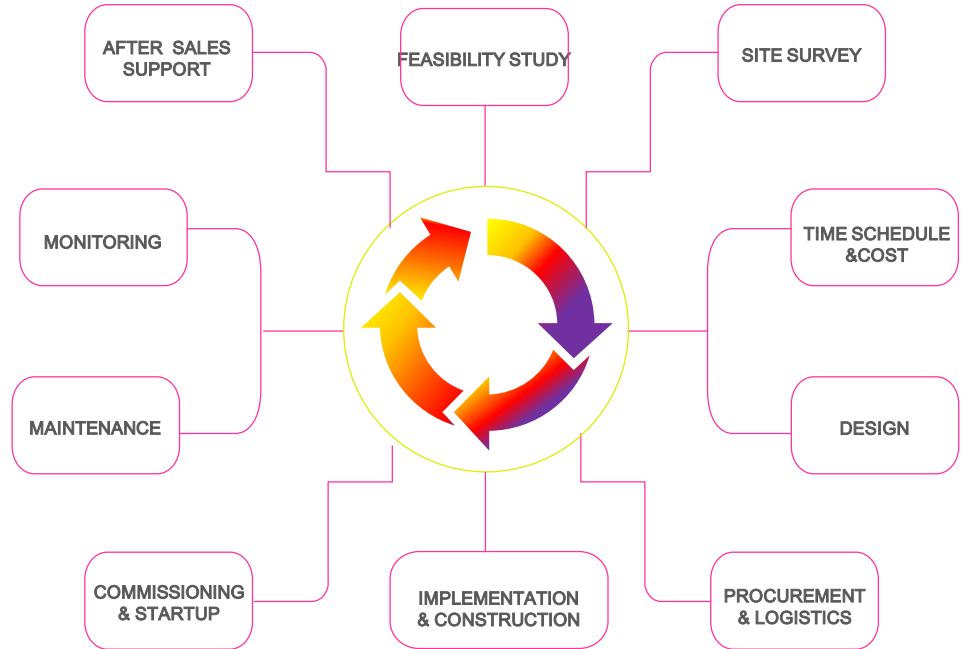 AFTER SALES
SUPPORT
FEASIBILITY STUDY
SITE SURVEY
MONITORING
TIME SCHEDULE
&COST
MAINTENANCE
DESIGN
COMMISSIONING
& STARTUP
IMPLEMENTATION
& CONSTRUCTION
PROCUREMENT
& LOGISTICS